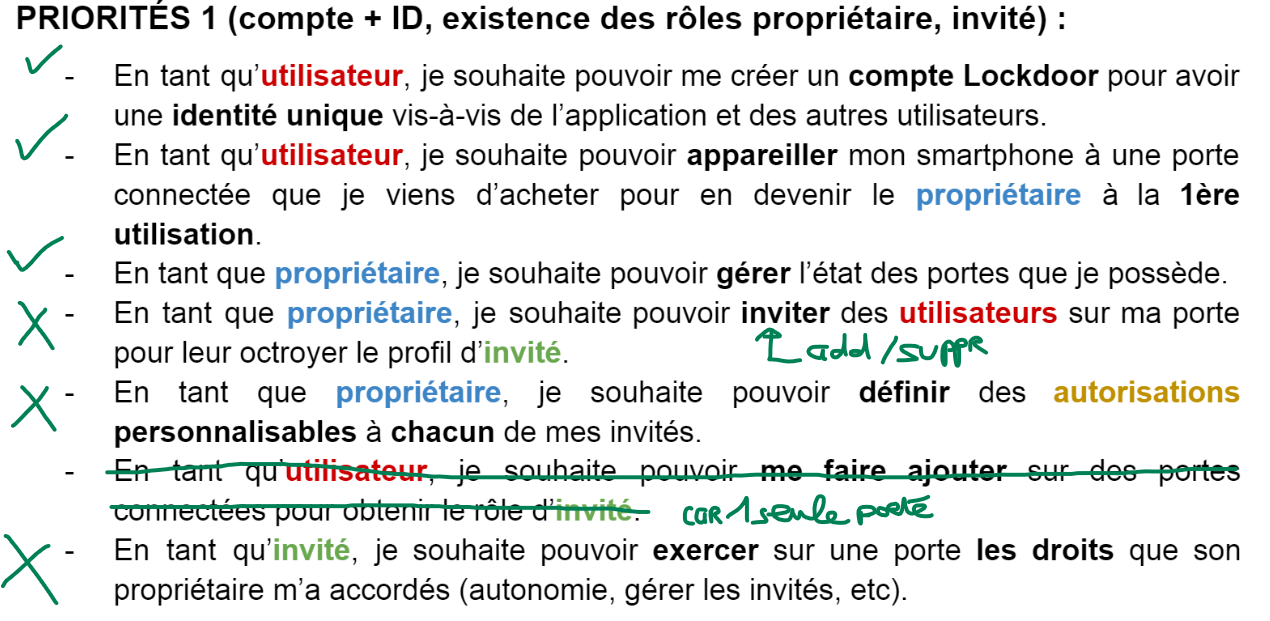 PRIORITÉS 1 (compte + ID, existence des rôles propriétaire, invité) :
- En tant qu'utilisateur, je souhaite pouvoir me créer un compte Lockdoor pour avoir
une identité unique vis-à-vis de l'application et des autres utilisateurs.
- En tant qu'utilisateur, je souhaite pouvoir appareiller mon smartphone à une porte
connectée que je viens d'acheter pour en devenir le propriétaire à la 1ère
utilisation.
- En tant que propriétaire, je souhaite pouvoir gérer l'état des portes que je possède.
- En tant que propriétaire, je souhaite pouvoir inviter des utilisateurs sur ma porte
pour leur octroyer le profil d'invité.
add/suppR
- En tant que propriétaire, je souhaite pouvoir définir des autorisations
personnalisables à chacun de mes invités.
- En tant qu'utilisateur, je souhaite pouvoir me faire ajouter sur des portes
connectées pour obtenir le rôle d'invité.
car 1 seule porte
- En tant qu'invité, je souhaite pouvoir exercer sur une porte les droits que son
propriétaire m'a accordés (autonomie, gérer les invités, etc).